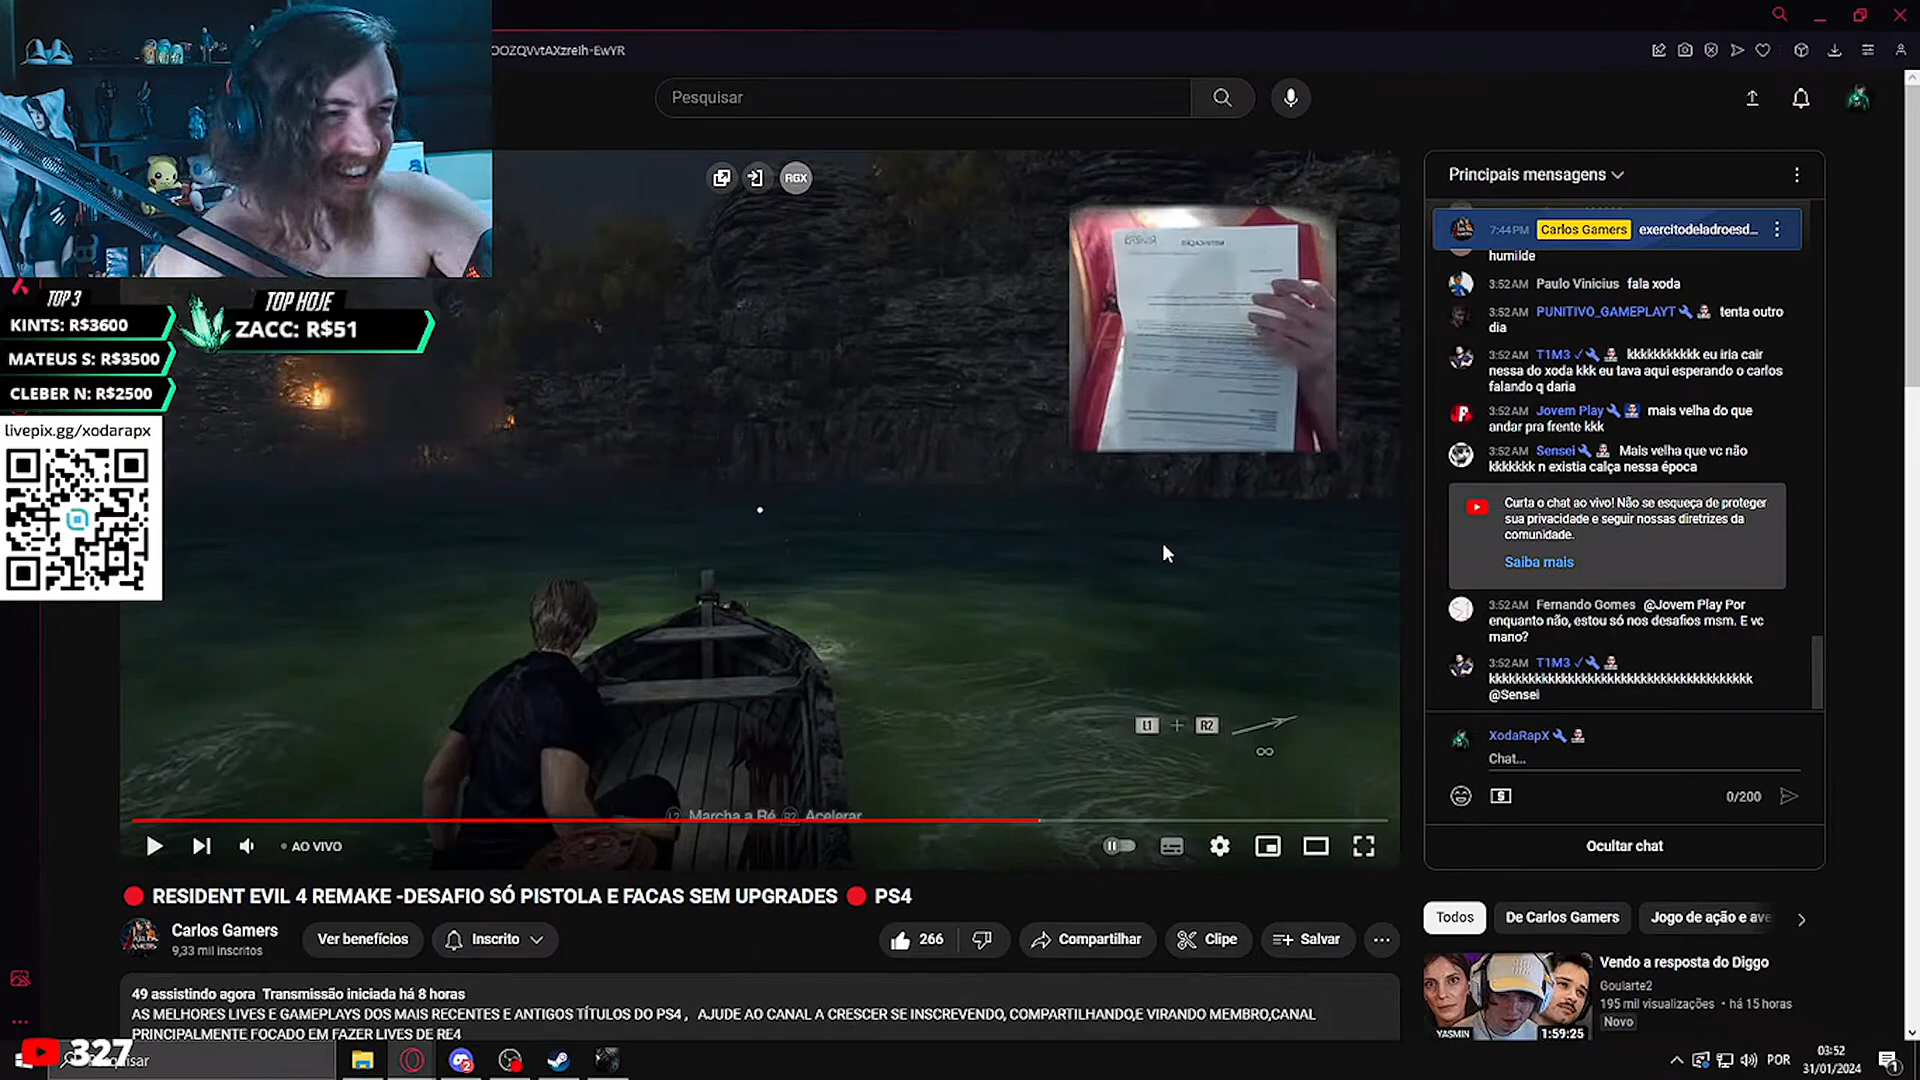 OOZQVvtAXzreIh-EwYR
Pesquisar
RGX
TOP 3
KINTS: R$3600
MATEUS S: R$3500
CLEBER N: R$2500
TOP HOJE
ZACC: R$51
livepix.gg/xodarapx
Principais mensagens
7:44 PM Carlos Gamers exercitodeladroesd...
humilde
3:52 AM Paulo Vinicius fala xoda
3:52 AM PUNITIVO_GAMEPLAYT tenta outro
dia
3:52 AM T1M3 ✓ kkkkkkkkkkk eu iria cair
nessa do xoda kkk eu tava aqui esperando o carlos
falando q daria
3:52 AM Jovem Play mais velha do que
andar pra frente kkk
3:52 AM Sensei Mais velha que vc não
kkkkkkk n existia calça nessa época
Curta o chat ao vivo! Não se esqueça de proteger
sua privacidade e seguir nossas diretrizes da
comunidade.
Saiba mais
3:52 AM Fernando Gomes @Jovem Play Por
enquanto não, estou só nos desafios msm. E vc
mano?
3:52 AM T1M3 ✓
kkkkkkkkkkkkkkkkkkkkkkkkkkkkkkkkkkkkkkkk
@Sensei
XodaRapX
Chat...
0/200
Ocultar chat
L1 + R2
∞
L2 Marcha a Ré R2 Acelerar
AO VIVO
RESIDENT EVIL 4 REMAKE -DESAFIO SÓ PISTOLA E FACAS SEM UPGRADES PS4
Carlos Gamers
9,33 mil inscritos
Ver benefícios
Inscrito
266
Compartilhar
Clipe
Salvar
49 assistindo agora Transmissão iniciada há 8 horas
AS MELHORES LIVES E GAMEPLAYS DOS MAIS RECENTES E ANTIGOS TÍTULOS DO PS4 , AJUDE AO CANAL A CRESCER SE INSCREVENDO, COMPARTILHANDO,E VIRANDO MEMBRO,CANAL
PRINCIPALMENTE FOCADO EM FAZER LIVES DE RE4
Todos
De Carlos Gamers
Jogo de ação e ave
Vendo a resposta do Diggo
Goularte2
195 mil visualizações • há 15 horas
Novo
YASMIN
1:59:25
327
POR
03:52
31/01/2024